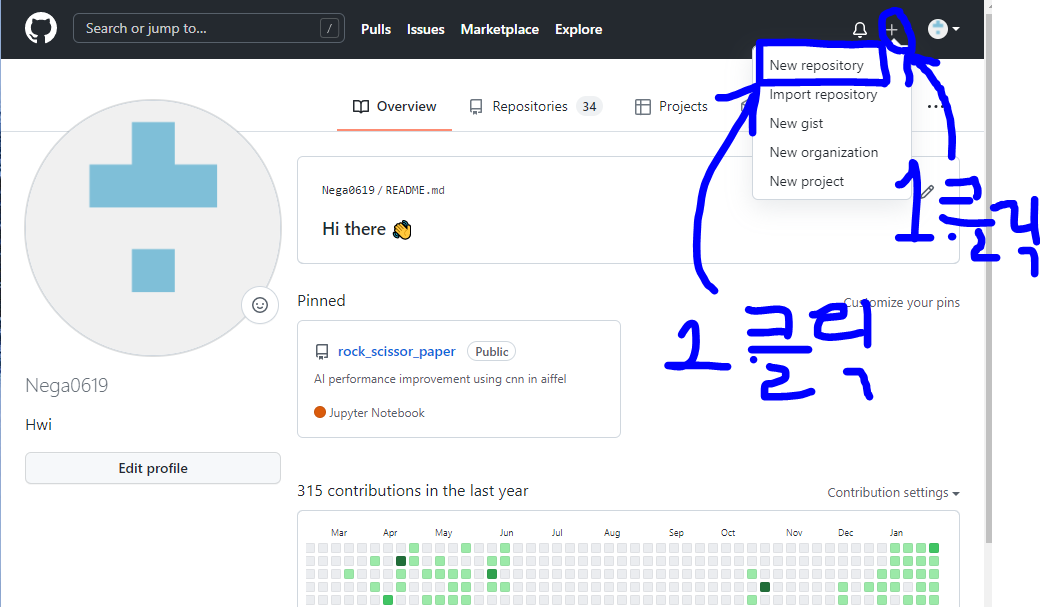 Search or jump to... /
Pulls Issues Marketplace Explore
New repository
Import repository
New gist
New organization
New project
Overview Repositories 34 Projects
1 클릭
Nega0619 / README.md
Hi there 👋
1 클릭
Pinned
Customize your pins
rock_scissor_paper Public
AI performance improvement using cnn in aiffel
Jupyter Notebook
Nega0619
Hwi
Edit profile
315 contributions in the last year
Contribution settings
Mar Apr May Jun Jul Aug Sep Oct Nov Dec Jan